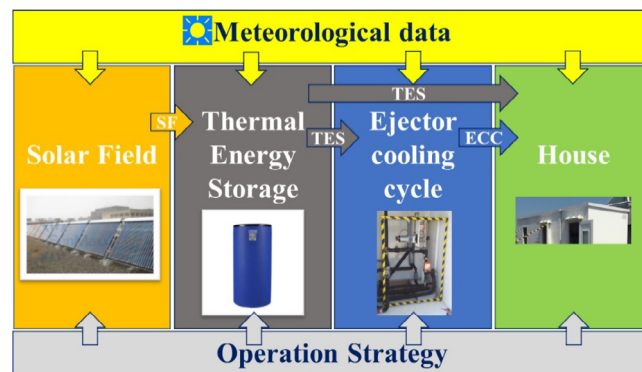 Meteorological data
TES
SF
TES
ECC
Solar Field
Thermal
Energy
Storage
Ejector
cooling
cycle
House
Operation Strategy